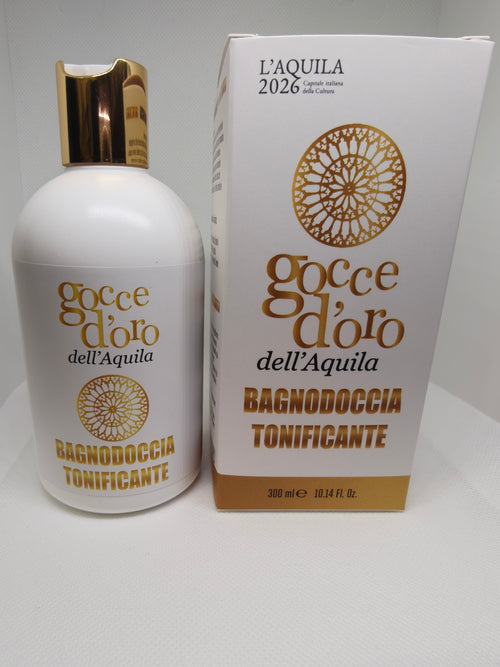 gocce
d'oro
dell'Aquila
BAGNODOCCIA
TONIFICANTE
L'AQUILA
2026 Capitale italiana
della Cultura
gocce
d'oro
dell'Aquila
BAGNODOCCIA
TONIFICANTE
300 ml ℮ 10.14 Fl. Oz.